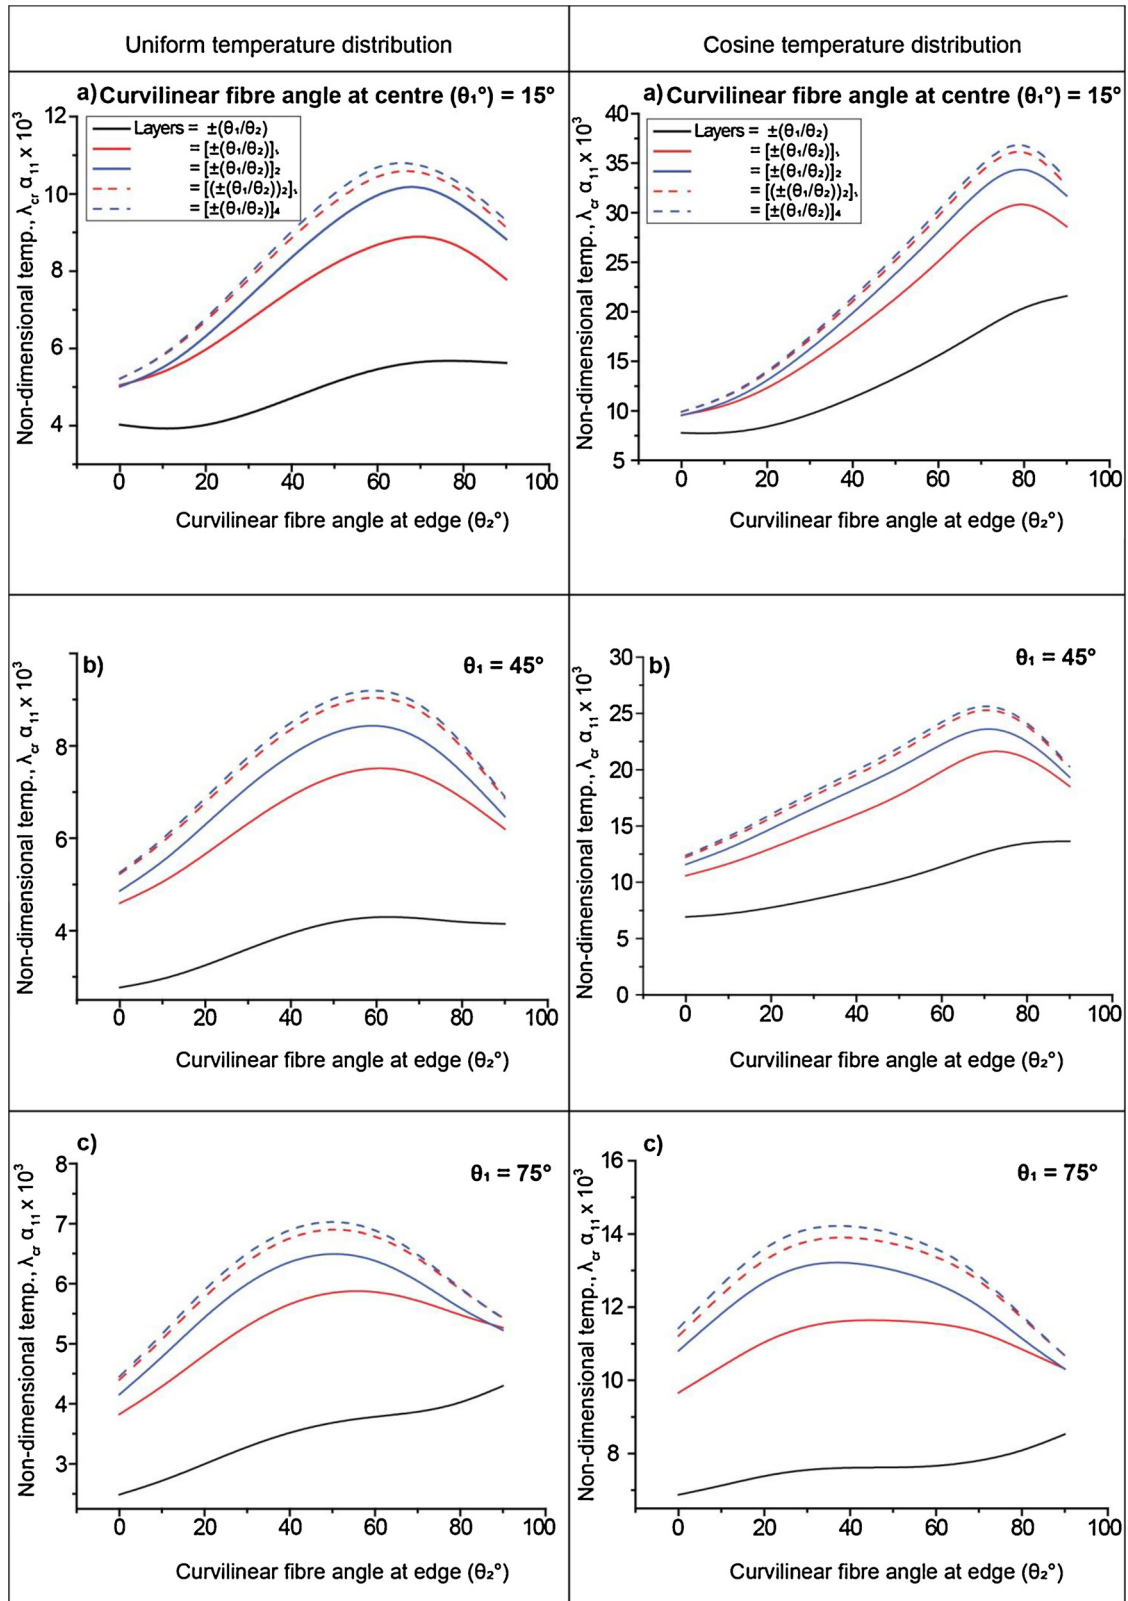 Uniform temperature distribution
Cosine temperature distribution
a) Curvilinear fibre angle at centre (θ₁°) = 15°
Layers = ±(θ₁/θ₂)
= [±(θ₁/θ₂)]ₛ
= [±(θ₁/θ₂)]₂
= [(±(θ₁/θ₂))₂]ₛ
= [±(θ₁/θ₂)]₄
Non-dimensional temp., λcr α₁₁ x 10³
12
10
8
6
4
0 20 40 60 80 100
Curvilinear fibre angle at edge (θ₂°)
a) Curvilinear fibre angle at centre (θ₁°) = 15°
Layers = ±(θ₁/θ₂)
= [±(θ₁/θ₂)]ₛ
= [±(θ₁/θ₂)]₂
= [(±(θ₁/θ₂))₂]ₛ
= [±(θ₁/θ₂)]₄
Non-dimensional temp., λcr α₁₁ x 10³
40
35
30
25
20
15
10
5
0 20 40 60 80 100
Curvilinear fibre angle at edge (θ₂°)
b)
θ₁ = 45°
Non-dimensional temp., λcr α₁₁ x 10³
8
6
4
0 20 40 60 80 100
Curvilinear fibre angle at edge (θ₂°)
b)
θ₁ = 45°
Non-dimensional temp., λcr α₁₁ x 10³
30
25
20
15
10
5
0
0 20 40 60 80 100
Curvilinear fibre angle at edge (θ₂°)
c)
θ₁ = 75°
Non-dimensional temp., λcr α₁₁ x 10³
8
7
6
5
4
3
0 20 40 60 80 100
Curvilinear fibre angle at edge (θ₂°)
c)
θ₁ = 75°
Non-dimensional temp., λcr α₁₁ x 10³
16
14
12
10
8
0 20 40 60 80 100
Curvilinear fibre angle at edge (θ₂°)